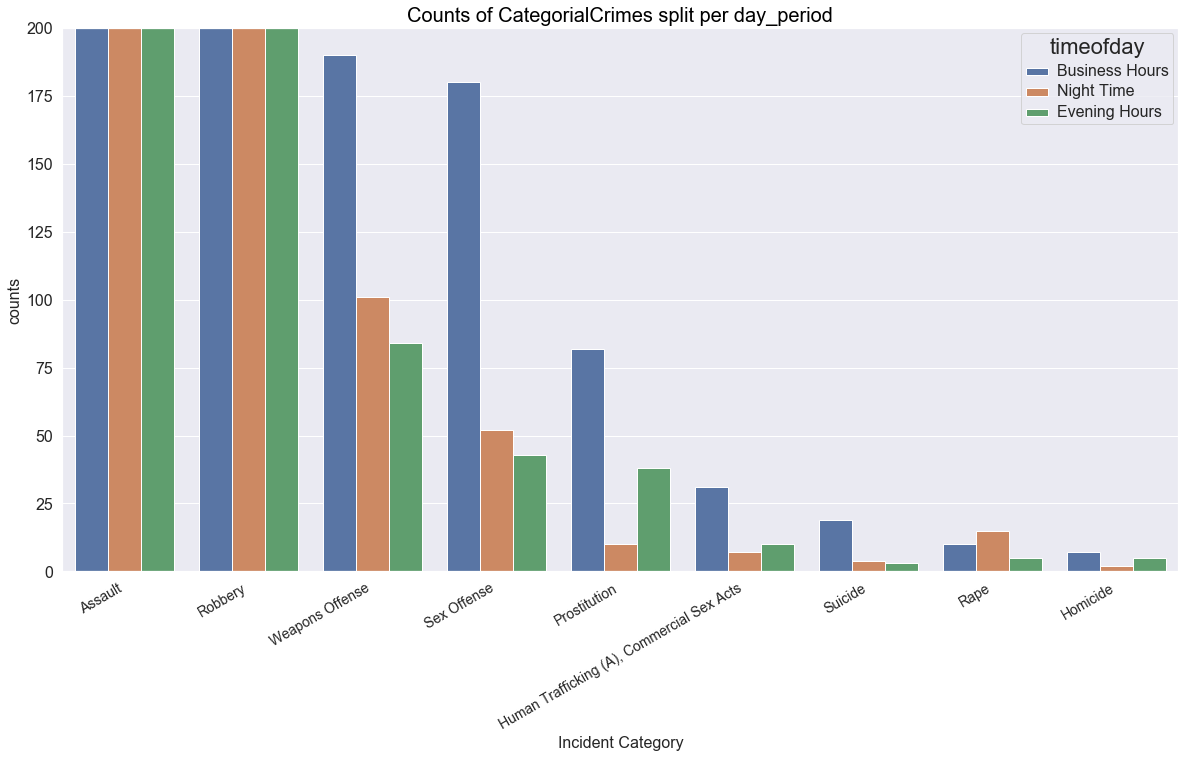 Counts of CategorialCrimes split per day_period
timeofday
Business Hours
Night Time
Evening Hours
counts
200
175
150
125
100
75
50
25
0
Assault
Robbery
Weapons Offense
Sex Offense
Prostitution
Human Trafficking (A), Commercial Sex Acts
Suicide
Rape
Homicide
Incident Category